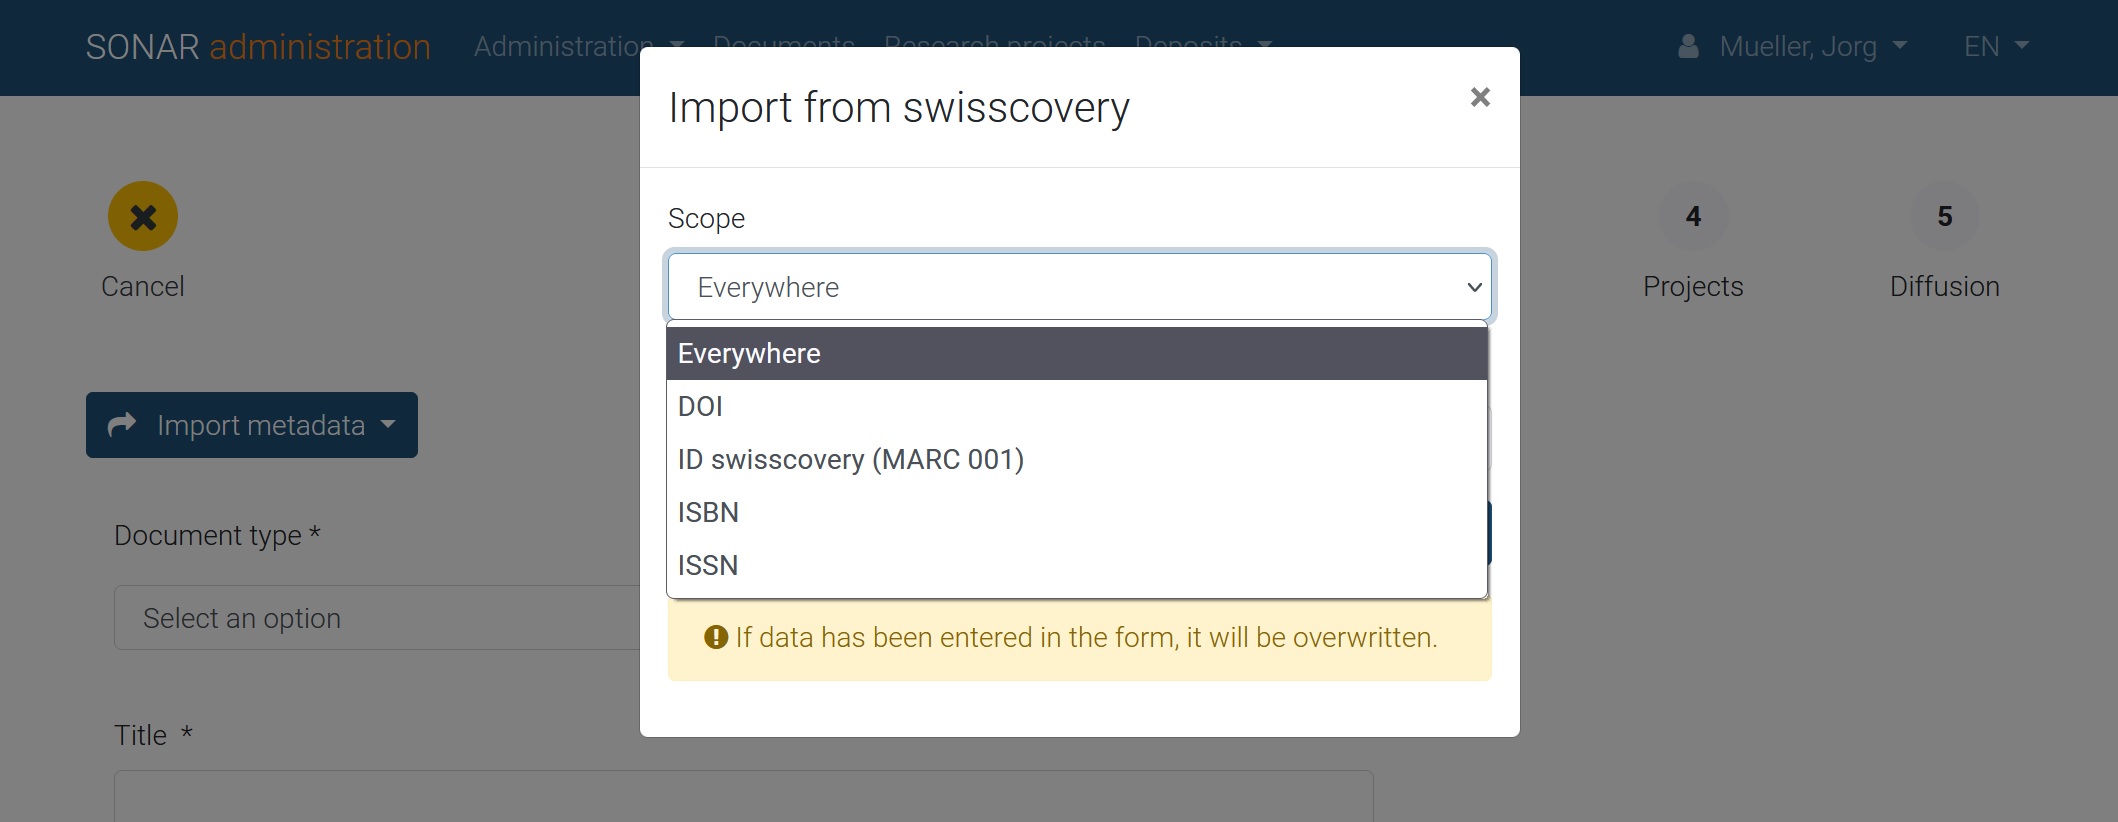 SONAR administration Administration Documents Research projects Deposits Mueller, Jorg EN
Import from swisscovery
Cancel
4
Projects
5
Diffusion
Scope
Everywhere
Everywhere
DOI
ID swisscovery (MARC 001)
ISBN
ISSN
If data has been entered in the form, it will be overwritten.
Import metadata
Document type *
Select an option
Title *